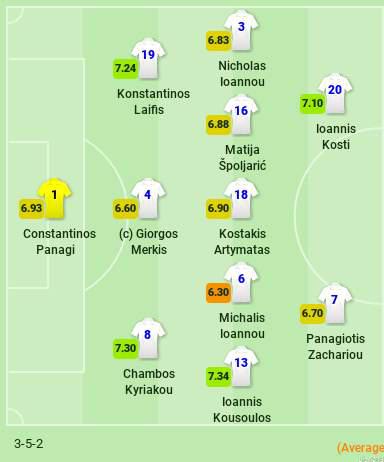 3
6.83
Nicholas
Ioannou
19
7.24
Konstantinos
Laifis
20
7.10
Ioannis
Kosti
16
6.88
Matija
Špoljarić
1
6.93
Constantinos
Panagi
4
6.60
(c) Giorgos
Merkis
18
6.90
Kostakis
Artymatas
6
6.30
Michalis
Ioannou
7
6.70
Panagiotis
Zachariou
8
7.30
Chambos
Kyriakou
13
7.34
Ioannis
Kousoulos
3-5-2
(Average